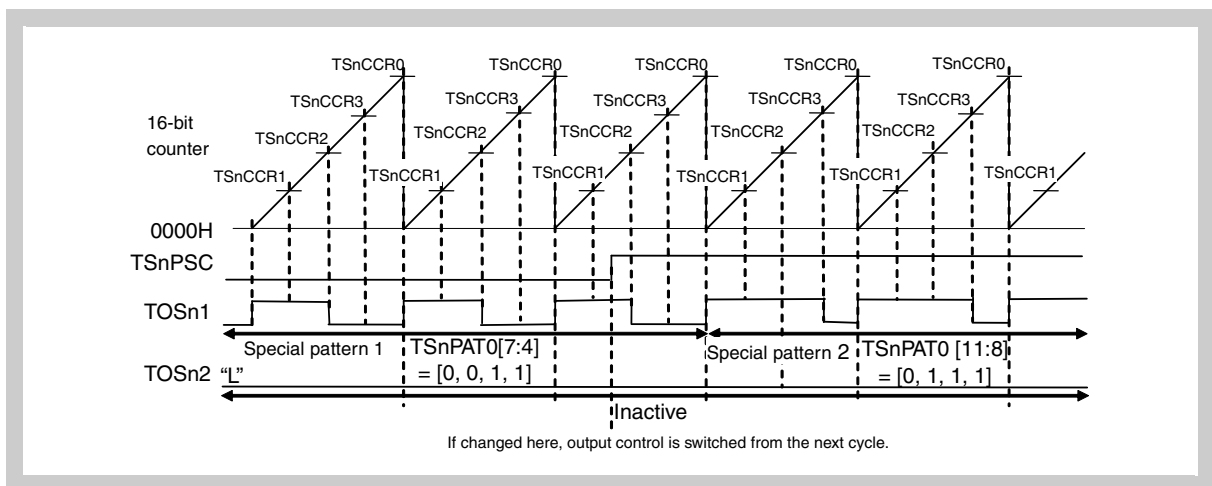 TSnCCR0 TSnCCR0 TSnCCR0 TSnCCR0 TSnCCR0
TSnCCR3 TSnCCR3 TSnCCR3 TSnCCR3 TSnCCR3
16-bit
counter
TSnCCR2 TSnCCR2 TSnCCR2 TSnCCR2 TSnCCR2
TSnCCR1 TSnCCR1 TSnCCR1 TSnCCR1 TSnCCR1 TSnCCR1
0000H
TSnPSC
TOSn1
Special pattern 1 TSnPAT0[7:4] Special pattern 2 TSnPAT0 [11:8]
= [0, 0, 1, 1] = [0, 1, 1, 1]
TOSn2 “L”
Inactive
If changed here, output control is switched from the next cycle.